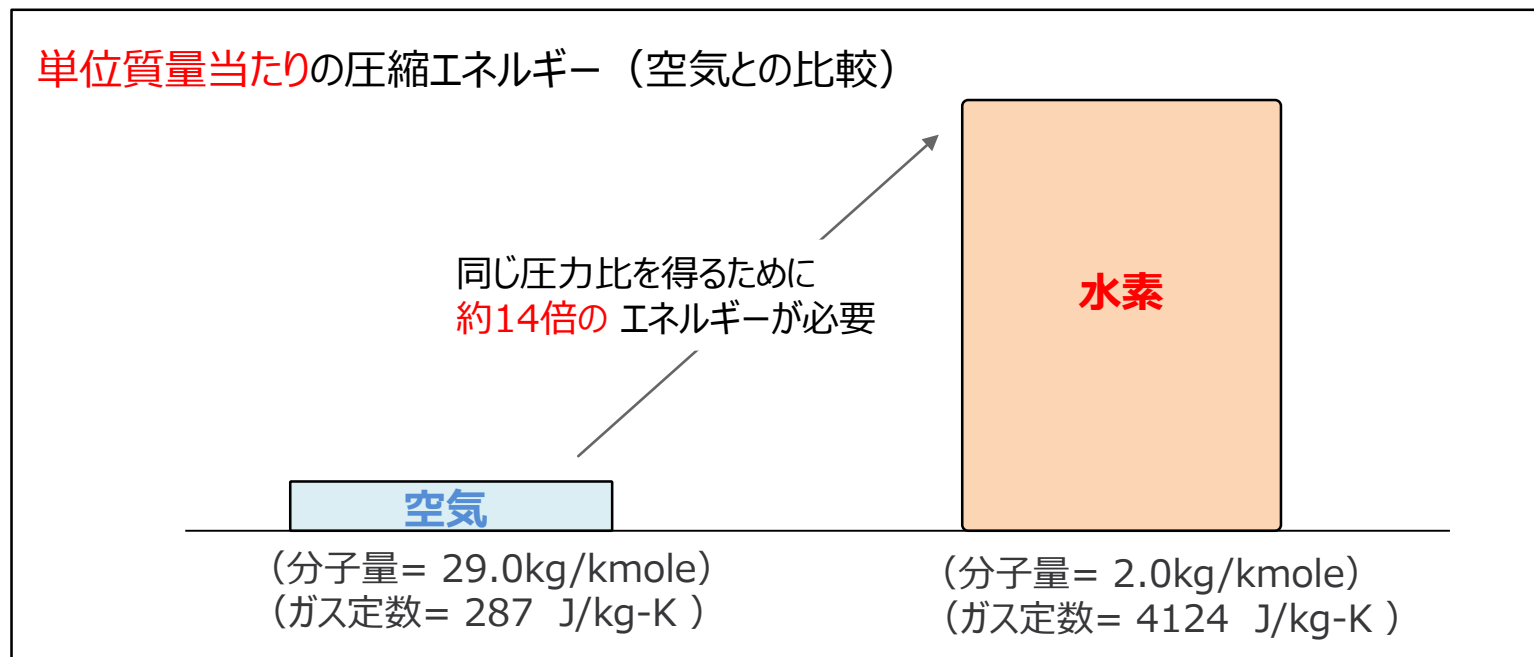 単位質量当たりの圧縮エネルギー（空気との比較）
同じ圧力比を得るために
約14倍の エネルギーが必要
水素
空気
（分子量= 29.0kg/kmole）
（ガス定数= 287 J/kg-K ）
（分子量= 2.0kg/kmole）
（ガス定数= 4124 J/kg-K ）